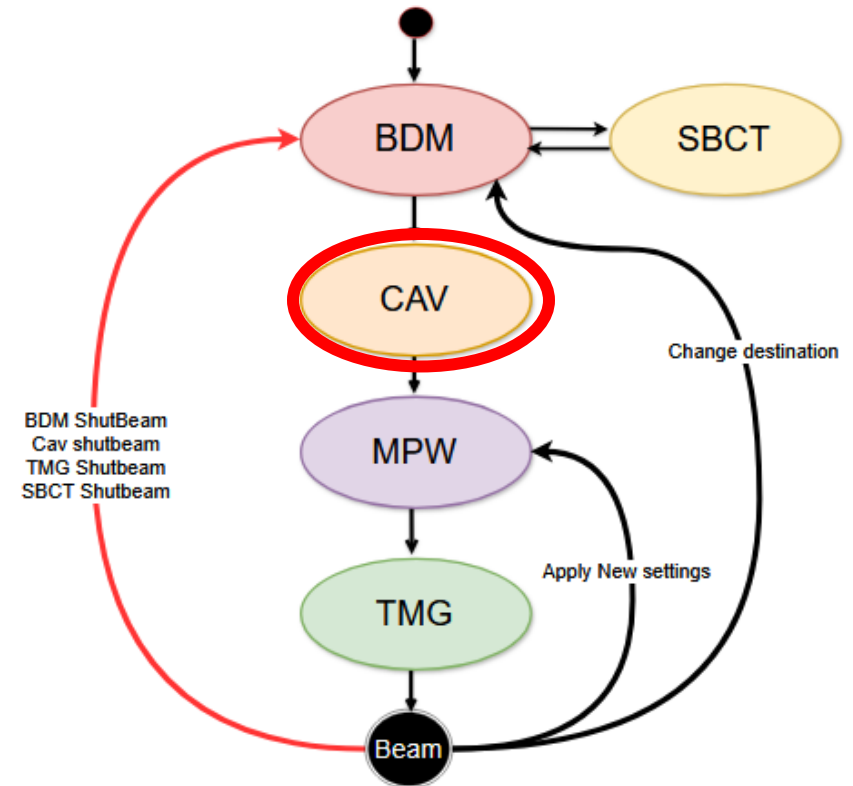 BDM
SBCT
CAV
Change destination
BDM ShutBeam
Cav shutbeam
TMG Shutbeam
SBCT Shutbeam
MPW
Apply New settings
TMG
Beam